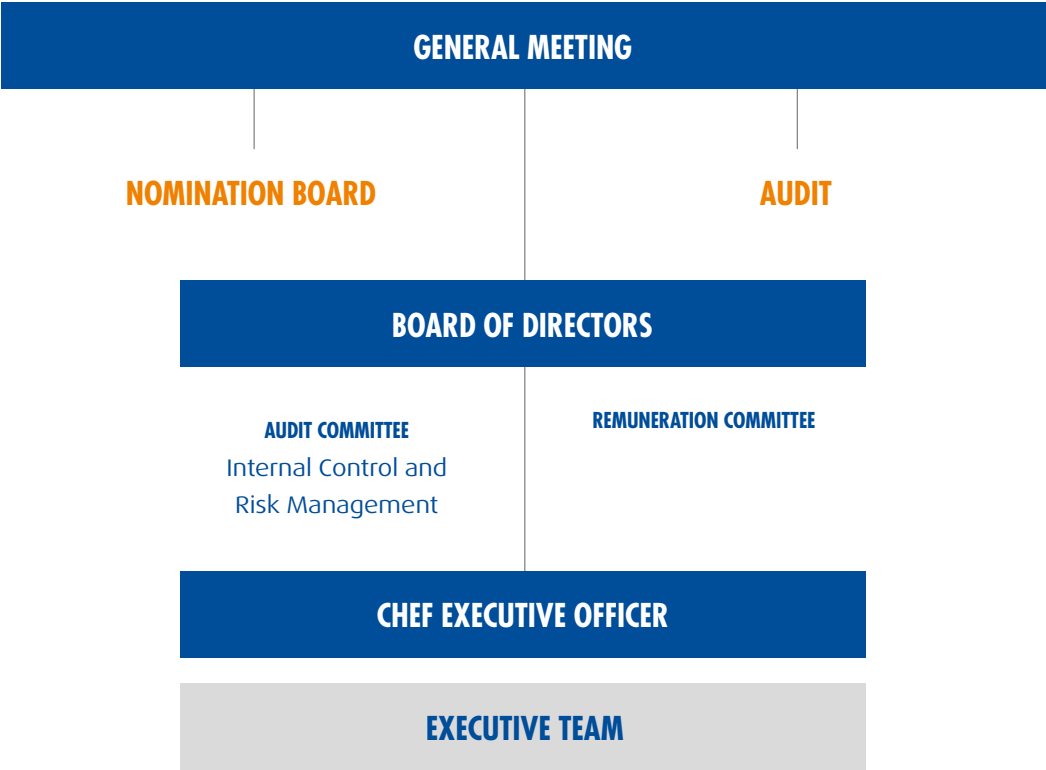 GENERAL MEETING
NOMINATION BOARD
AUDIT
BOARD OF DIRECTORS
AUDIT COMMITTEE
Internal Control and
Risk Management
REMUNERATION COMMITTEE
CHEF EXECUTIVE OFFICER
EXECUTIVE TEAM